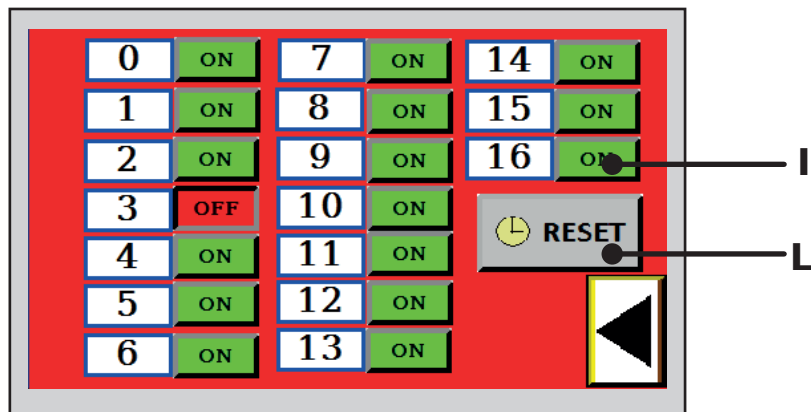 0 ON 7 ON 14 ON
1 ON 8 ON 15 ON
2 ON 9 ON 16 ON I
3 OFF 10 ON
RESET L
4 ON 11 ON
5 ON 12 ON
6 ON 13 ON